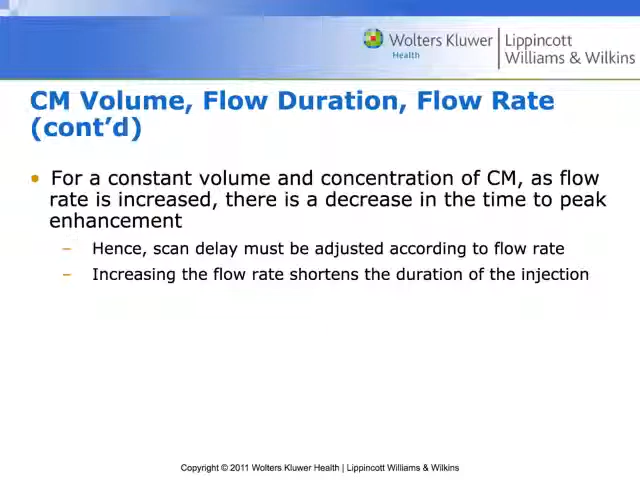 Wolters Kluwer
Health
Lippincott
Williams & Wilkins
CM Volume, Flow Duration, Flow Rate
(cont’d)
• For a constant volume and concentration of CM, as flow
rate is increased, there is a decrease in the time to peak
enhancement
– Hence, scan delay must be adjusted according to flow rate
– Increasing the flow rate shortens the duration of the injection
Copyright © 2011 Wolters Kluwer Health | Lippincott Williams & Wilkins